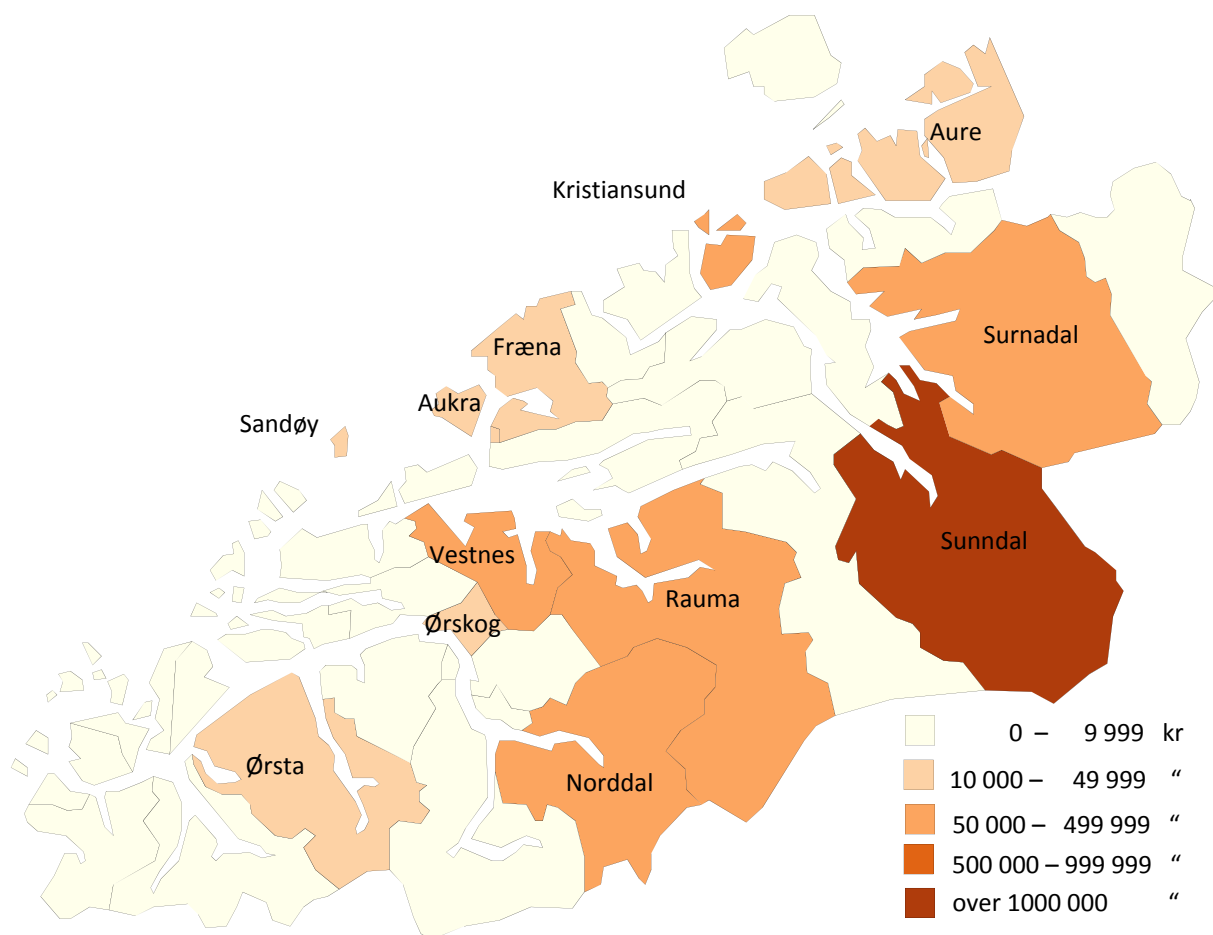 Aure
Kristiansund
Surnadal
Fræna
Aukra
Sandøy
Sunndal
Vestnes
Rauma
Ørskog
Ørsta
Norddal
0 – 9 999 kr
10 000 – 49 999 “
50 000 – 499 999 “
500 000 – 999 999 “
over 1000 000 “